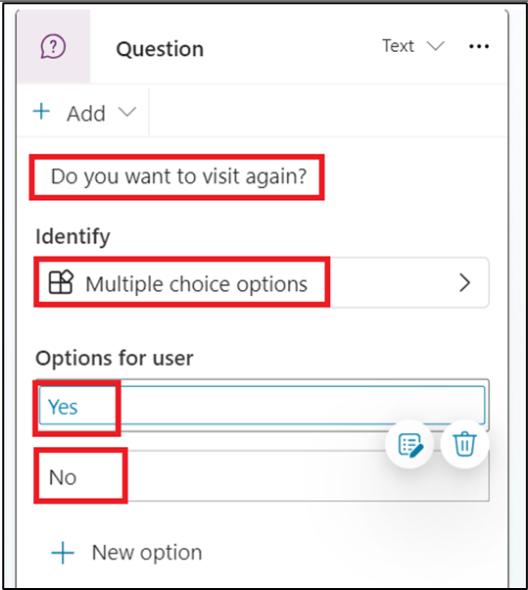 Question
Text
Add
Do you want to visit again?
Identify
Multiple choice options
Options for user
Yes
No
New option